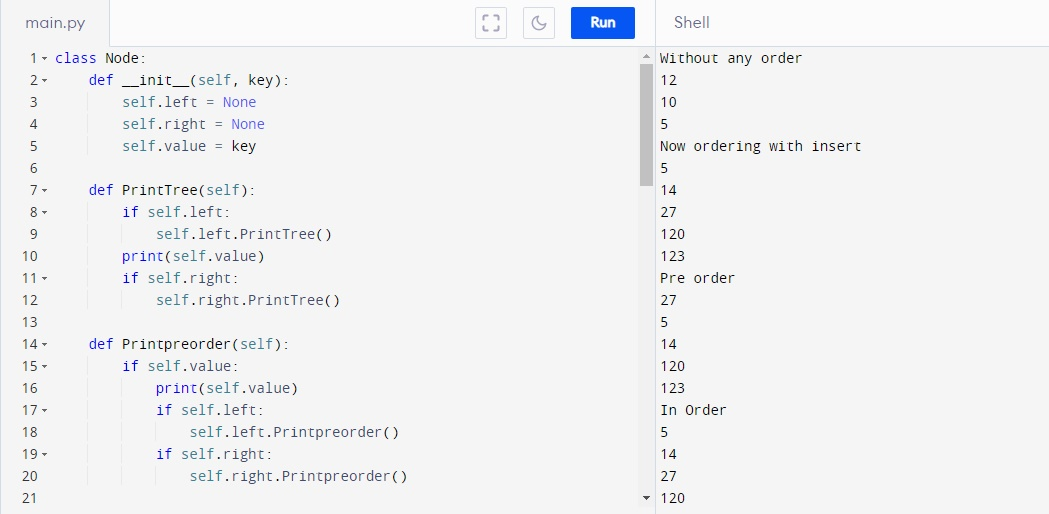 main.py
Run
Shell
1 class Node:
2     def __init__(self, key):
3         self.left = None
4         self.right = None
5         self.value = key
6
7     def PrintTree(self):
8         if self.left:
9             self.left.PrintTree()
10         print(self.value)
11         if self.right:
12             self.right.PrintTree()
13
14     def Printpreorder(self):
15         if self.value:
16             print(self.value)
17             if self.left:
18                 self.left.Printpreorder()
19             if self.right:
20                 self.right.Printpreorder()
21
Without any order
12
10
5
Now ordering with insert
5
14
27
120
123
Pre order
27
5
14
120
123
In Order
5
14
27
120